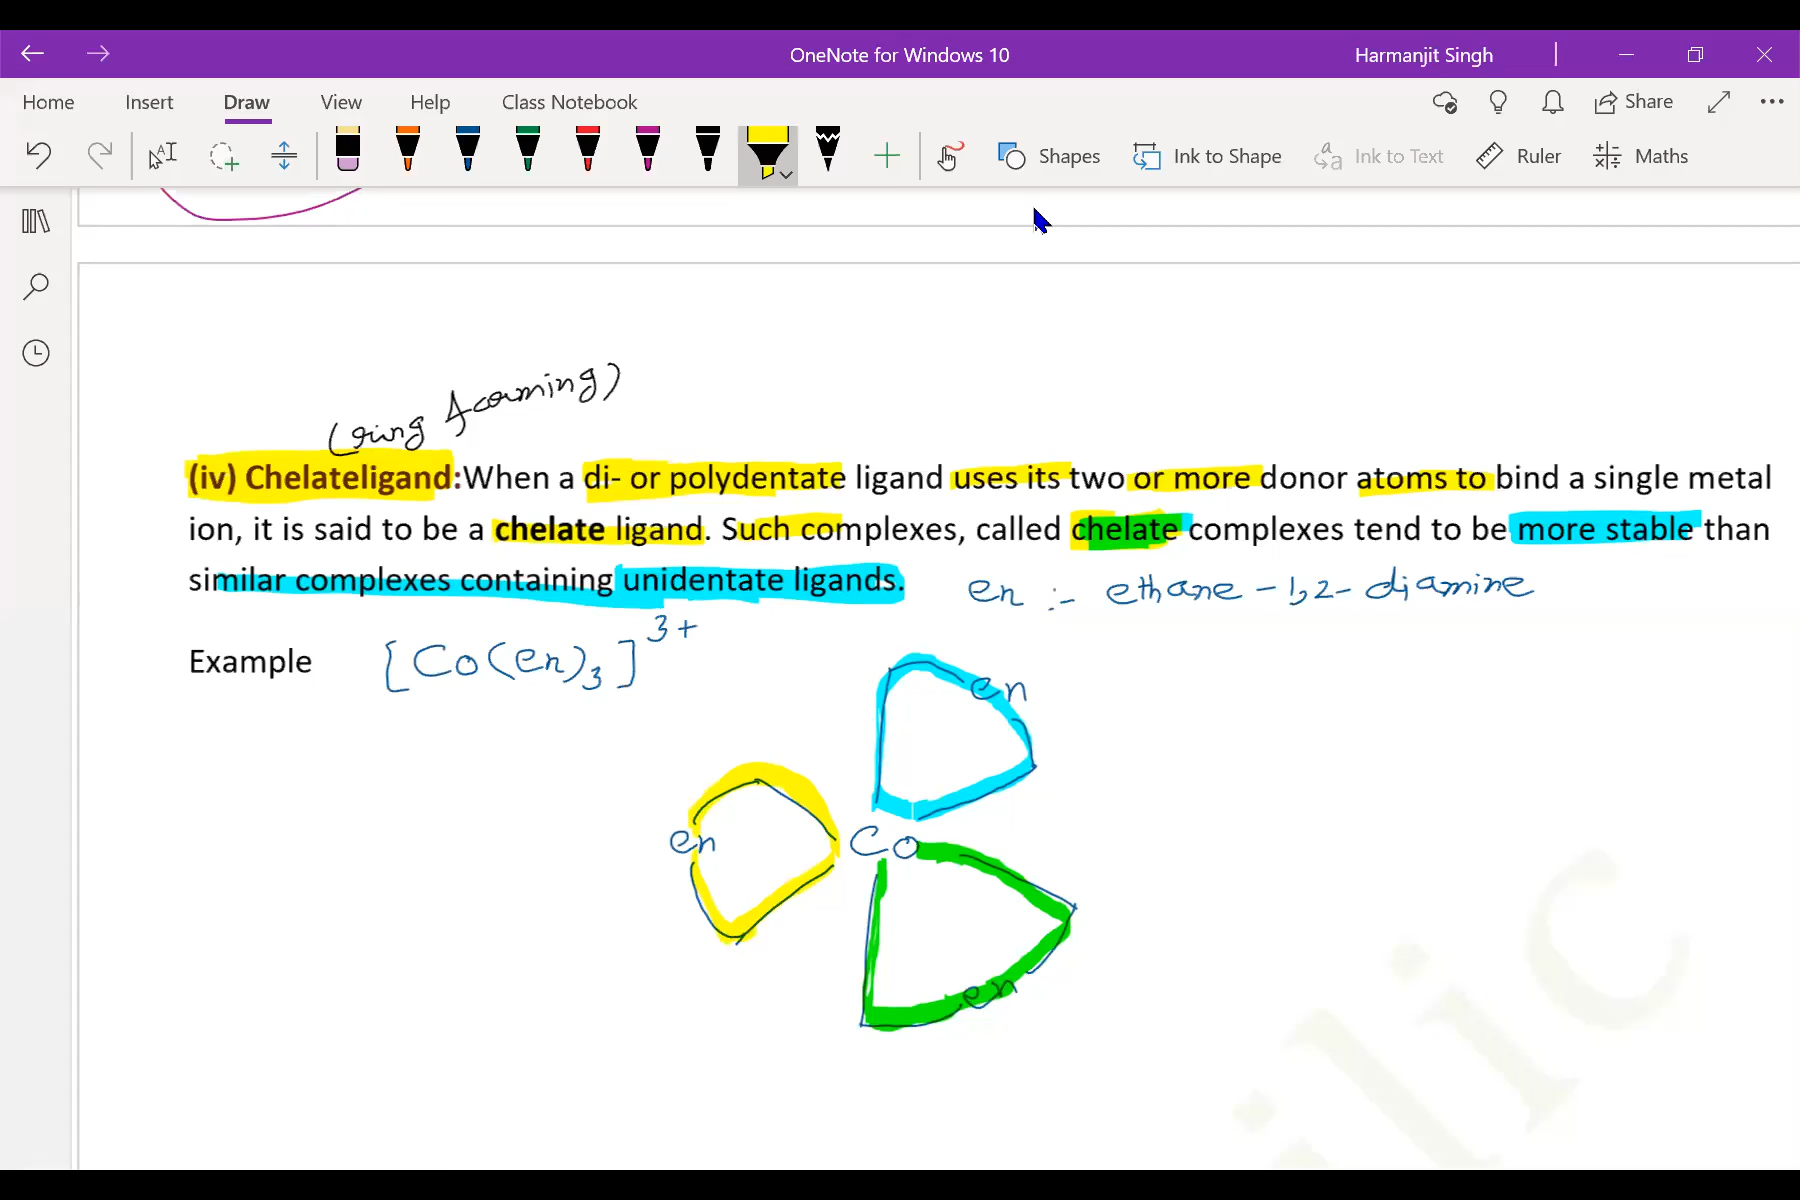 OneNote for Windows 10
Harmanjit Singh
Home Insert Draw View Help Class Notebook
Share
Shapes Ink to Shape Ink to Text Ruler Maths
(ring forming)
(iv) Chelateligand:When a di- or polydentate ligand uses its two or more donor atoms to bind a single metal
ion, it is said to be a chelate ligand. Such complexes, called chelate complexes tend to be more stable than
similar complexes containing unidentate ligands.
en :- ethane-1,2-diamine
Example [Co(en)3]3+
en
en
Co
en
ilic